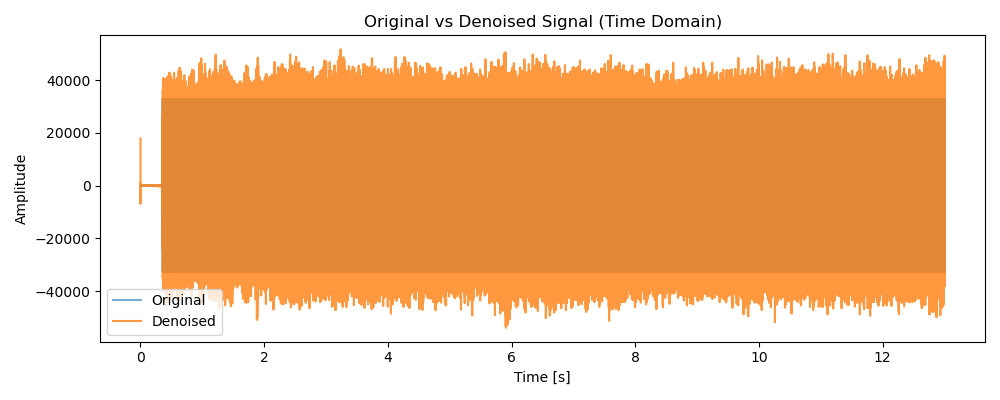 Original vs Denoised Signal (Time Domain)
40000
20000
0
−20000
−40000
Amplitude
Original
Denoised
0 2 4 6 8 10 12
Time [s]